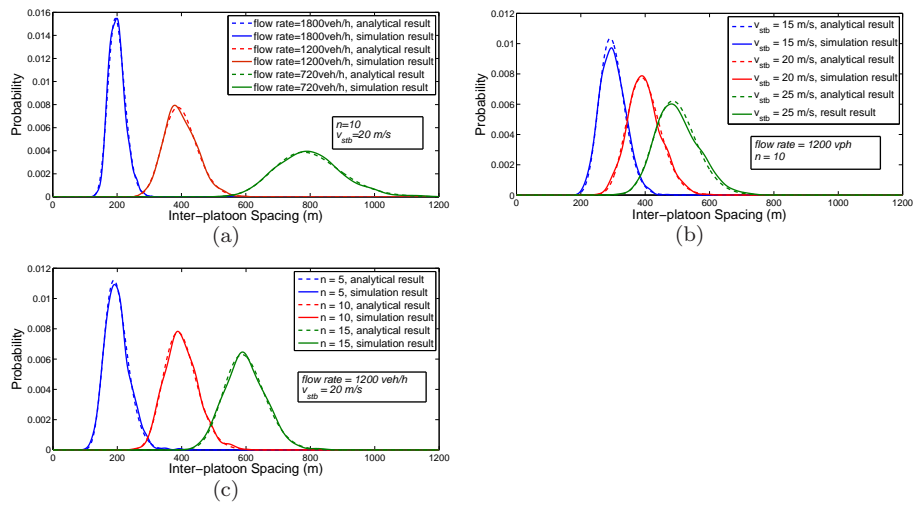 (a)
0.016
0.012
0.008
0.004
0
0 200 400 600 800 1000 1200
Probability
Inter-platoon Spacing (m)
flow rate=1800veh/h, analytical result
flow rate=1800veh/h, simulation result
flow rate=1200veh/h, analytical result
flow rate=1200veh/h, simulation result
flow rate=720veh/h, analytical result
flow rate=720veh/h, simulation result
n=10
v_stb=20 m/s
0.012
0.01
0.008
0.006
0.004
0.002
0.000
0 200 400 600 800 1000 1200
Probability
Inter-platoon Spacing (m)
v_stb = 15 m/s, analytical result
v_stb = 15 m/s, simulation result
v_stb = 20 m/s, analytical result
v_stb = 20 m/s, simulation result
v_stb = 25 m/s, analytical result
v_stb = 25 m/s, result result
flow rate = 1200 vph
n = 10
(b)
0.012
0.01
0.008
0.006
0.004
0.002
0
0 200 400 600 800 1000 1200
Probability
Inter-platoon Spacing (m)
n = 5, analytical result
n = 5, simulation result
n = 10, analytical result
n = 10, simulation result
n = 15, analytical result
n = 15, simulation result
flow rate = 1200 veh/h
v_stb = 20 m/s
(c)